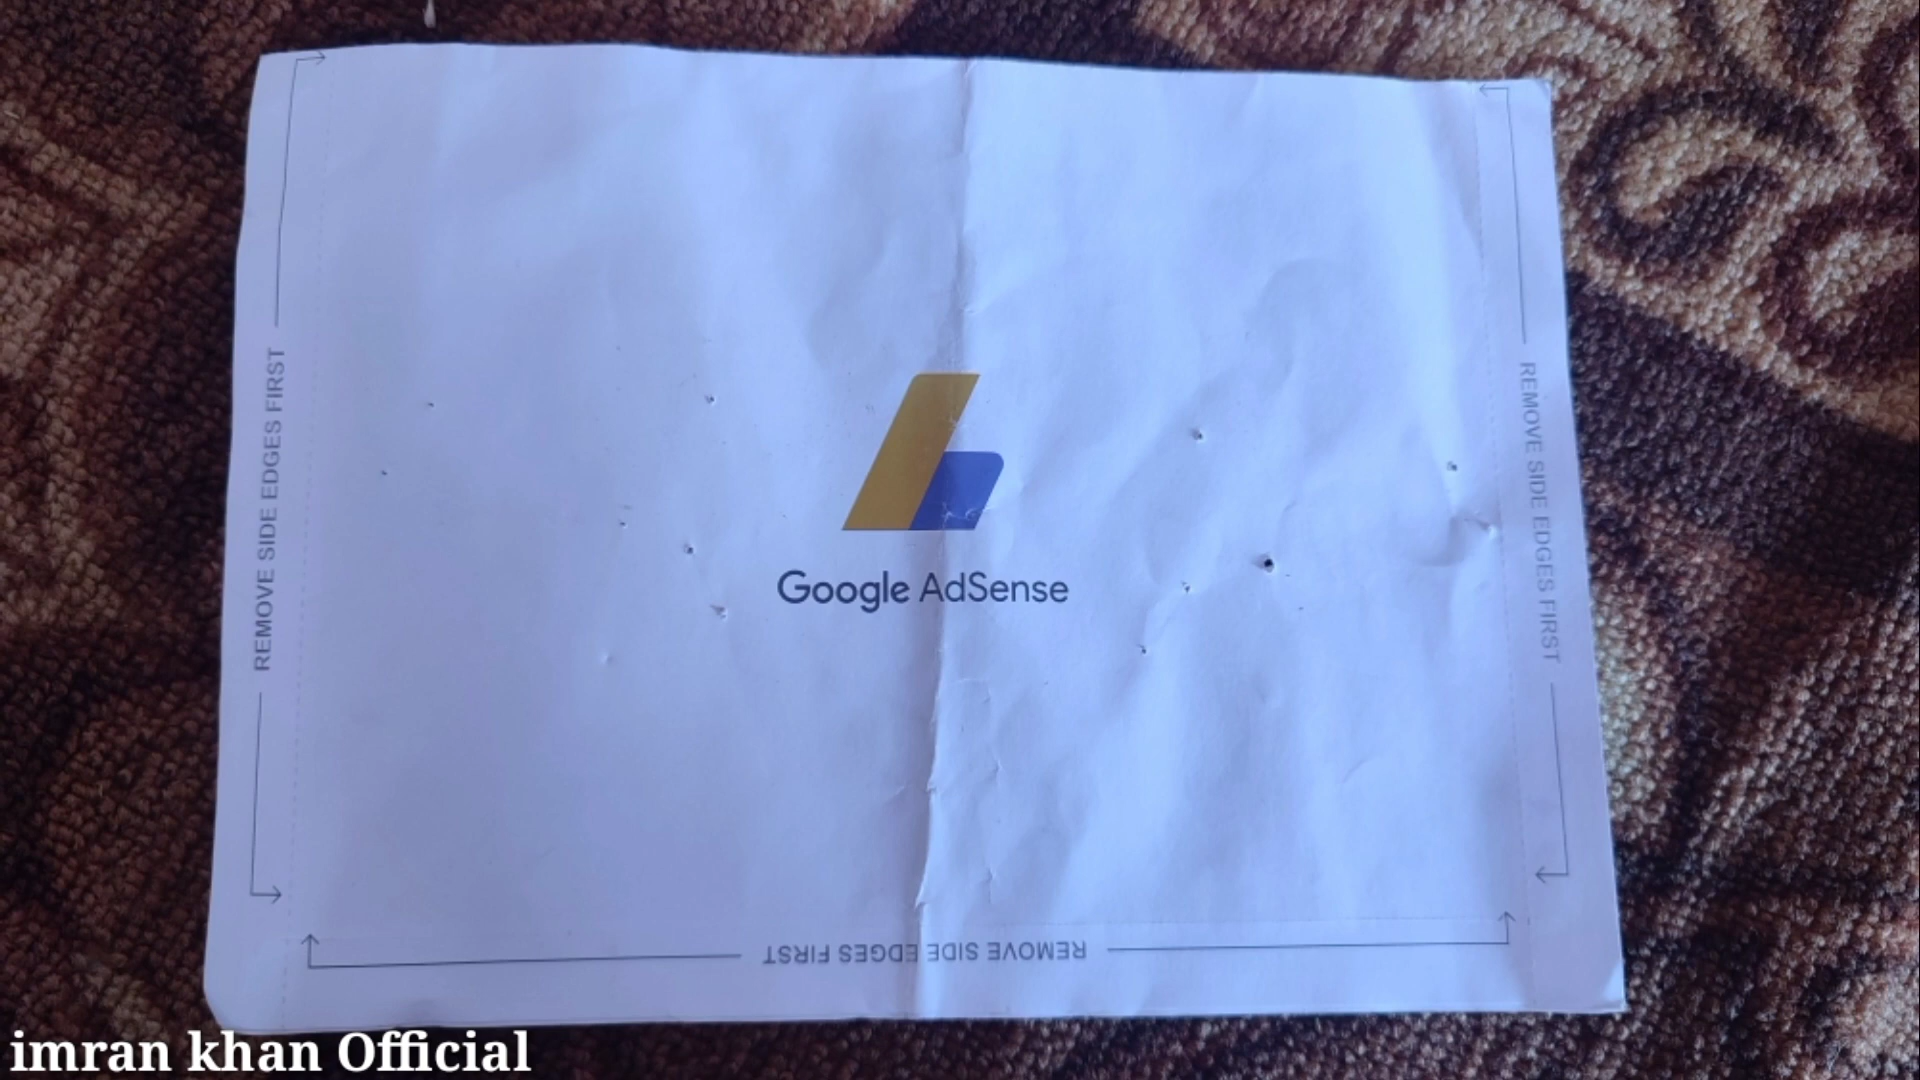 REMOVE SIDE EDGES FIRST
Google AdSense
REMOVE SIDE EDGES FIRST
REMOVE SIDE EDGES FIRST
imran khan Official